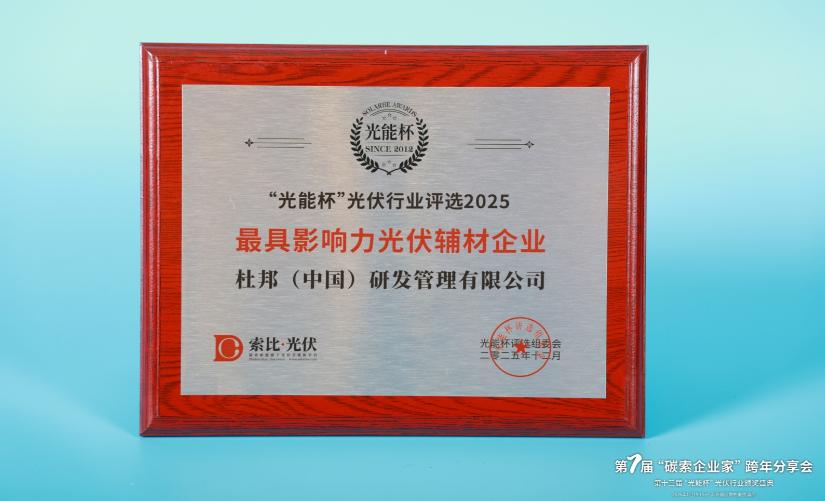 SOLARBE AWARDS
光能杯
SINCE 2012
“光能杯”光伏行业评选2025
最具影响力光伏辅材企业
杜邦（中国）研发管理有限公司
索比·光伏
光能杯评选组委会
二零二五年十二月
第7届“碳索企业家”跨年分享会
第十三届“光能杯”光伏行业颁奖盛典